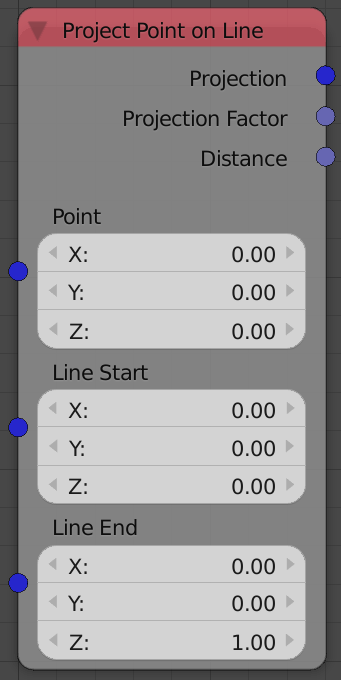 Project Point on Line
Projection
Projection Factor
Distance
Point
X: 0.00
Y: 0.00
Z: 0.00
Line Start
X: 0.00
Y: 0.00
Z: 0.00
Line End
X: 0.00
Y: 0.00
Z: 1.00